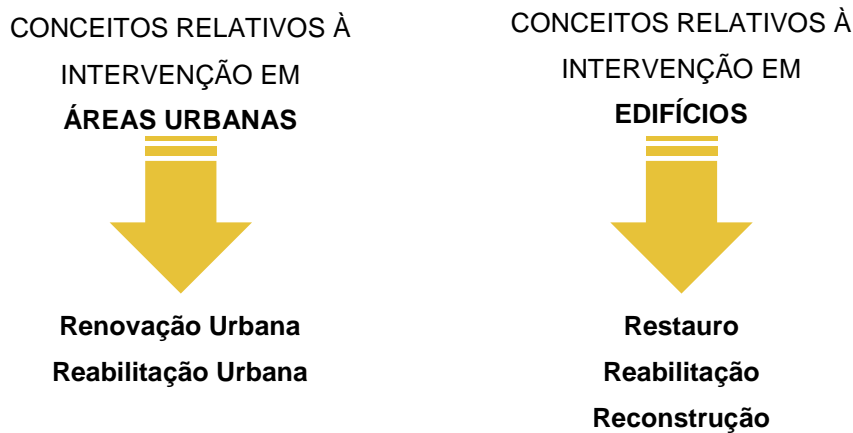 CONCEITOS RELATIVOS À
INTERVENÇÃO EM
ÁREAS URBANAS
Renovação Urbana
Reabilitação Urbana
CONCEITOS RELATIVOS À
INTERVENÇÃO EM
EDIFÍCIOS
Restauro
Reabilitação
Reconstrução